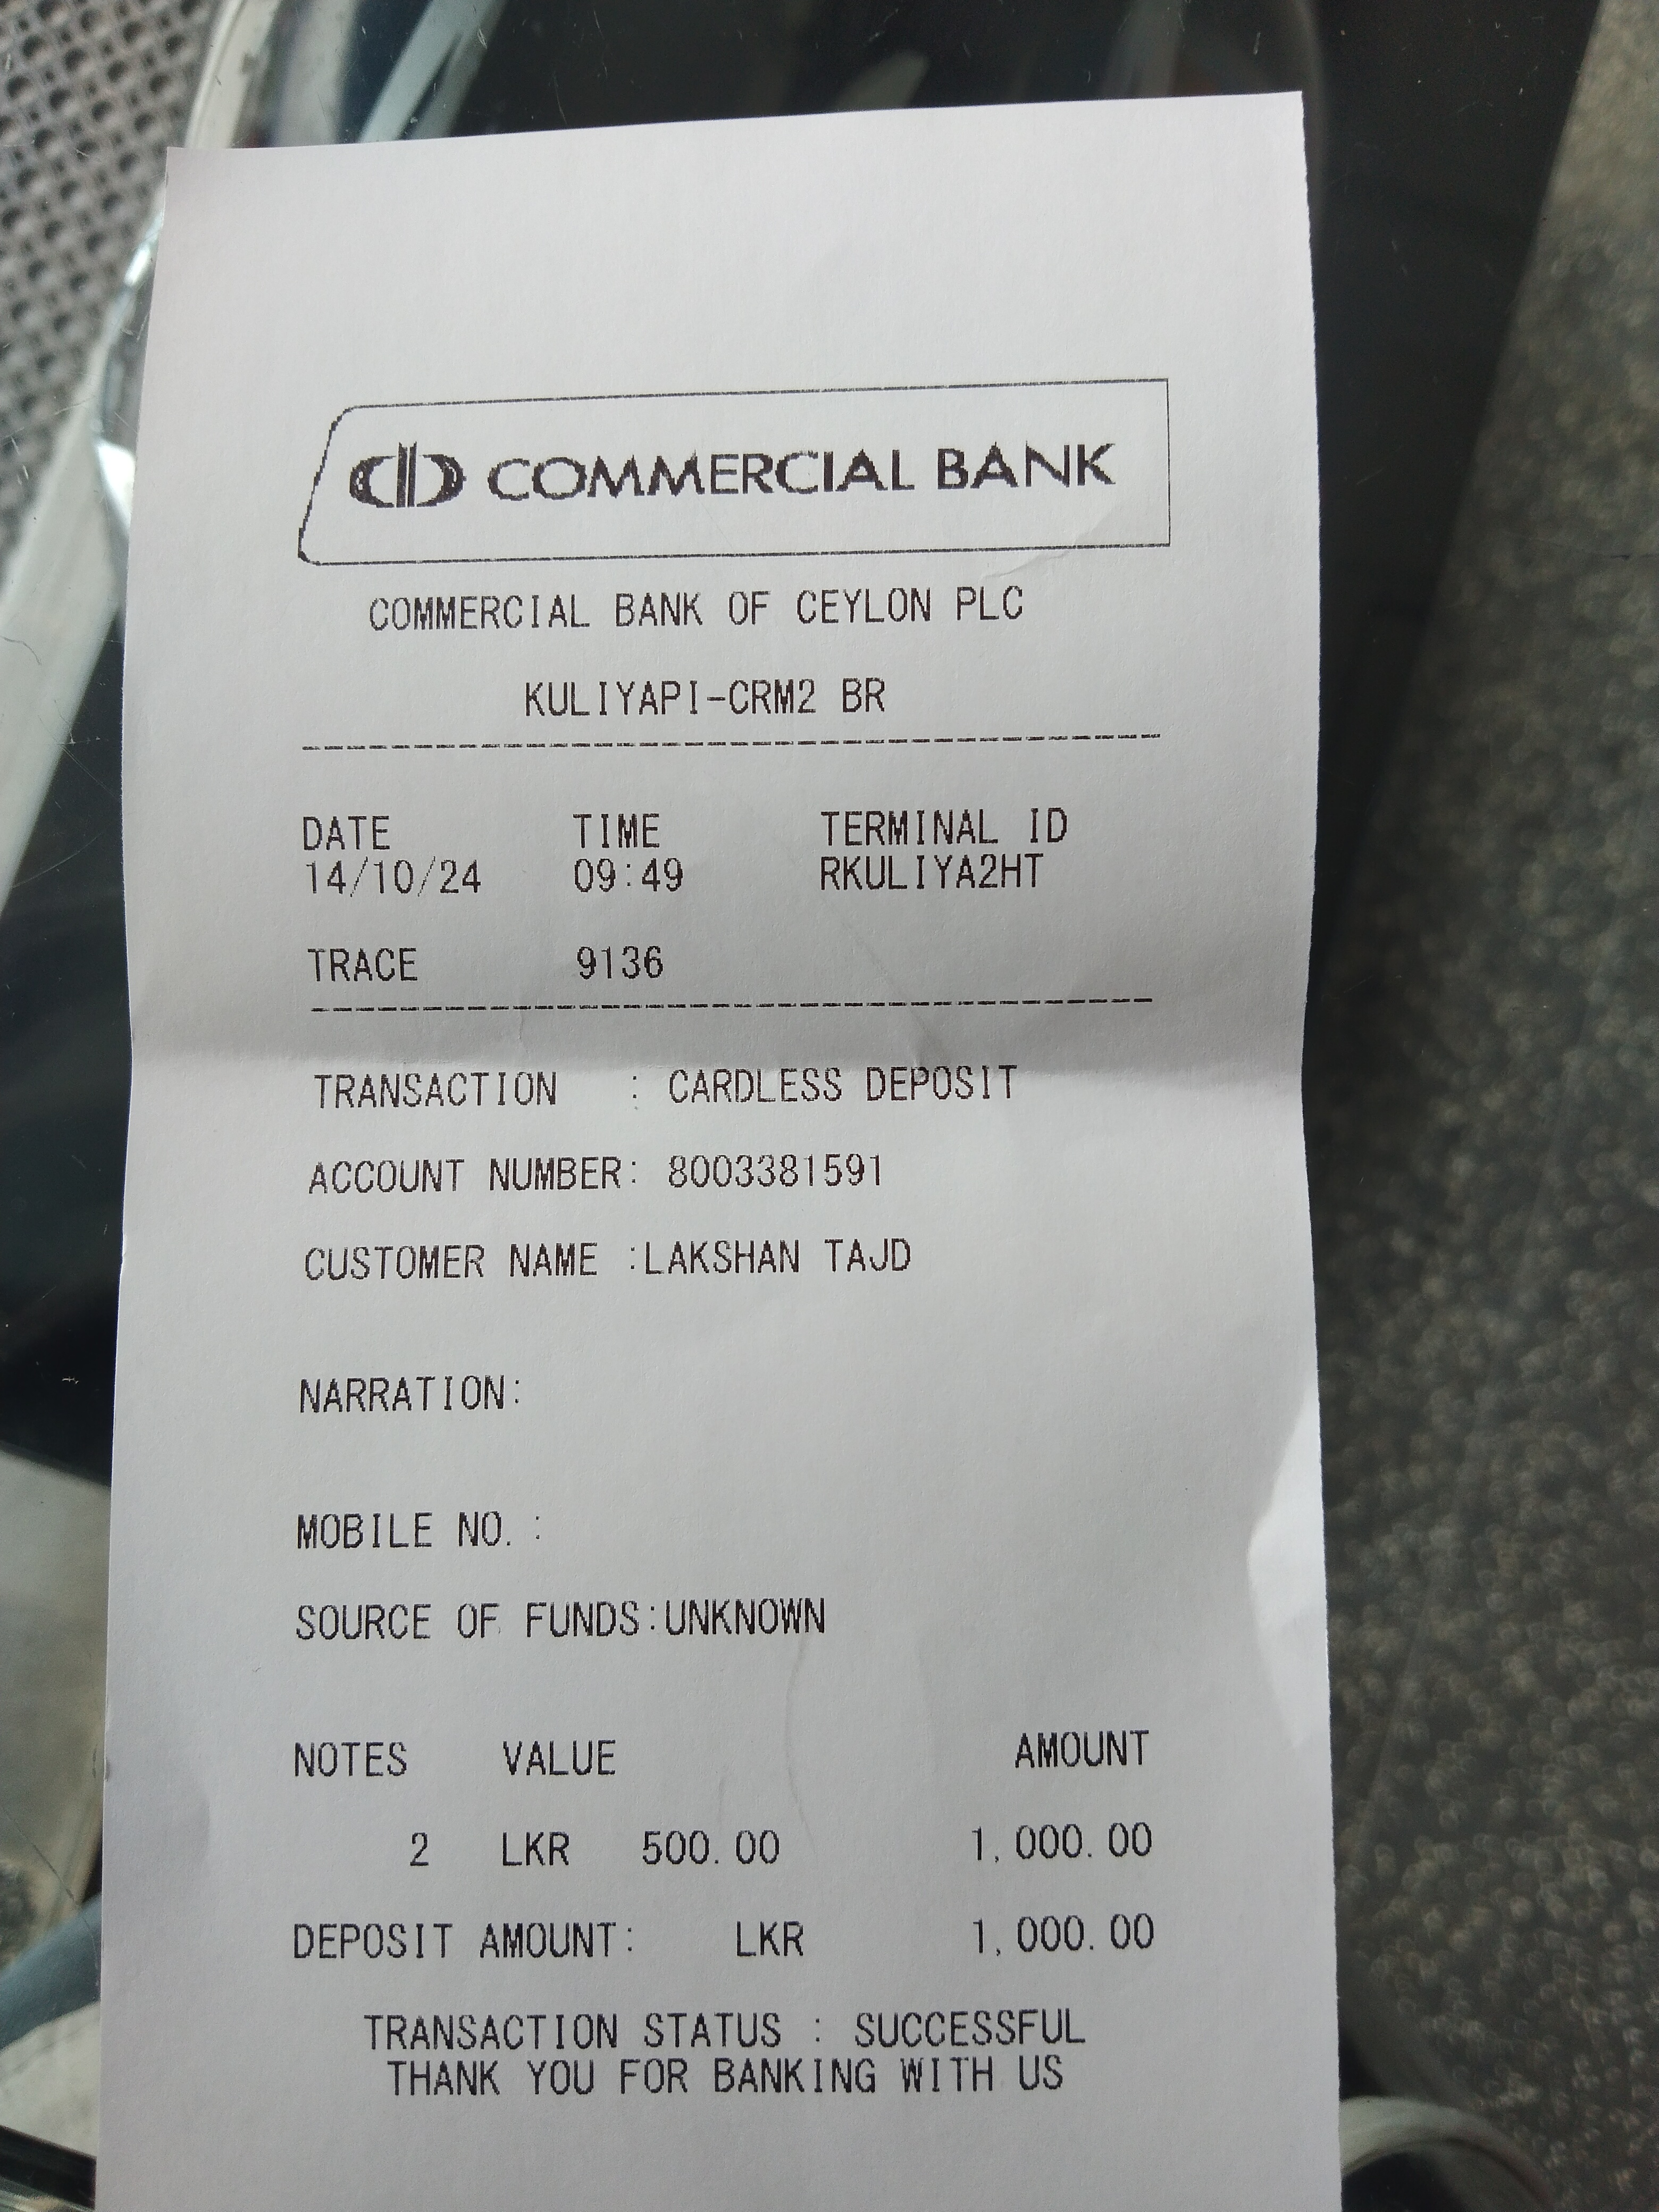 COMMERCIAL BANK
COMMERCIAL BANK OF CEYLON PLC
KULIYAPI-CRM2 BR
DATE TIME TERMINAL ID
14/10/24 09:49 RKULIYA2HT
TRACE 9136
TRANSACTION : CARDLESS DEPOSIT
ACCOUNT NUMBER: 8003381591
CUSTOMER NAME :LAKSHAN TAJD
NARRATION:
MOBILE NO. :
SOURCE OF FUNDS:UNKNOWN
NOTES VALUE AMOUNT
2 LKR 500.00 1,000.00
DEPOSIT AMOUNT: LKR 1,000.00
TRANSACTION STATUS : SUCCESSFUL
THANK YOU FOR BANKING WITH US